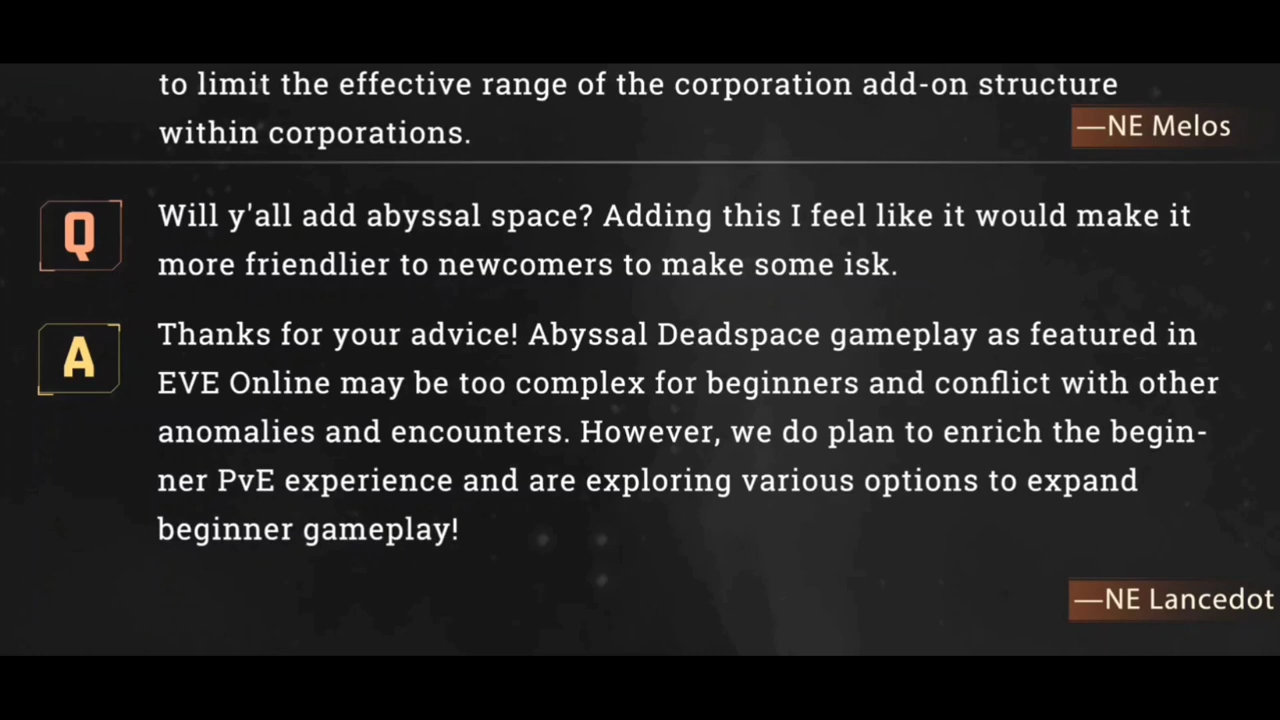 to limit the effective range of the corporation add-on structure
within corporations.
—NE Melos
Q
Will y'all add abyssal space? Adding this I feel like it would make it
more friendlier to newcomers to make some isk.
A
Thanks for your advice! Abyssal Deadspace gameplay as featured in
EVE Online may be too complex for beginners and conflict with other
anomalies and encounters. However, we do plan to enrich the begin-
ner PvE experience and are exploring various options to expand
beginner gameplay!
—NE Lancedot